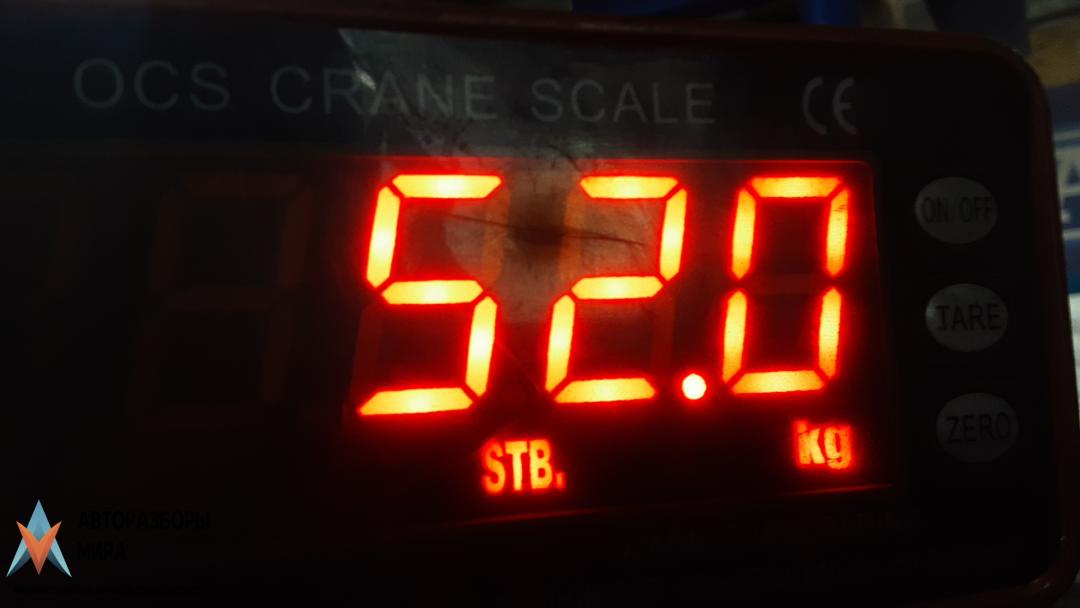 OCS CRANE SCALE CE
52.0
STB.
kg
ON/OFF
TARE
ZERO
АВТОРАЗБОРЫ
МИРА